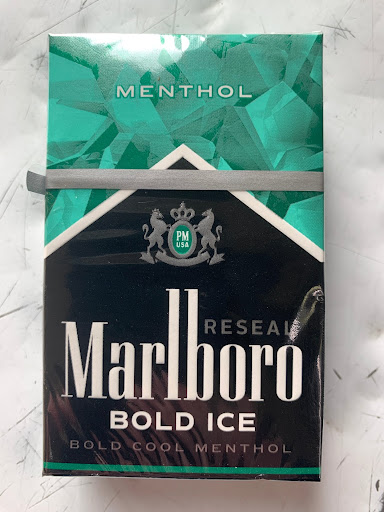 MENTHOL
PM
USA
RESEAL
Marlboro
BOLD ICE
BOLD COOL MENTHOL